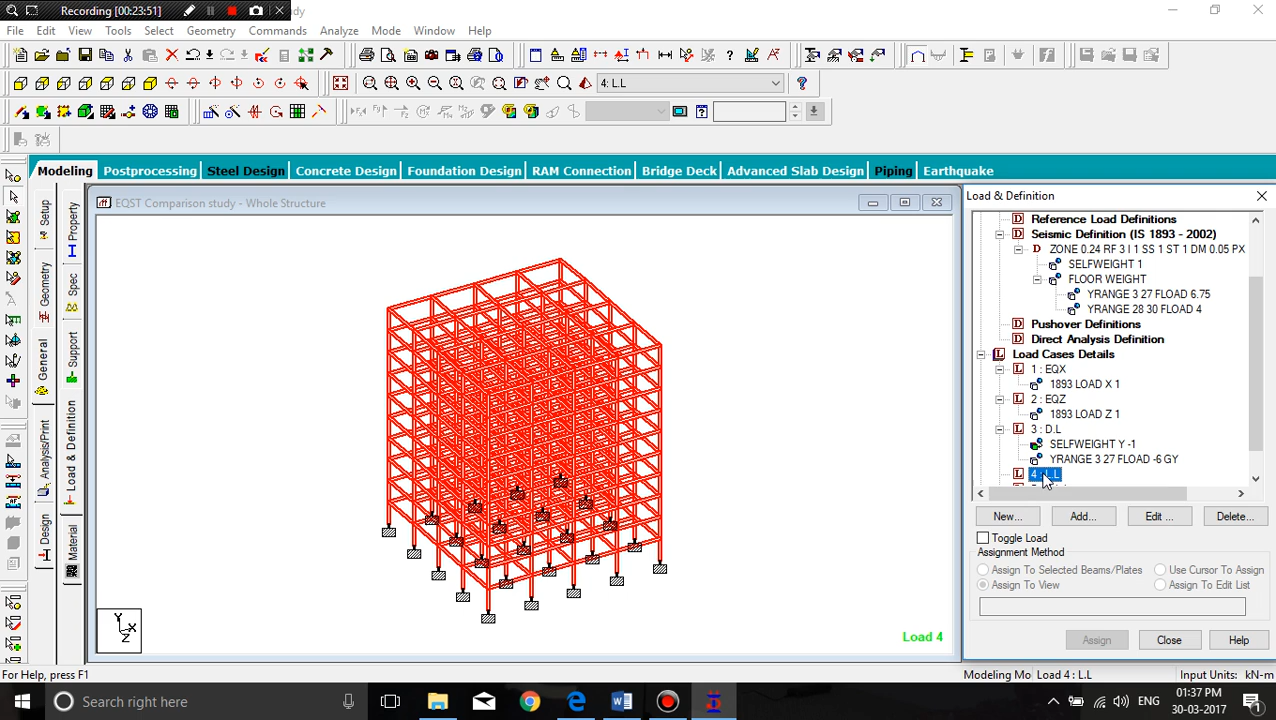 Recording [00:23:51] dy
File Edit View Tools Select Geometry Commands Analyze Mode Window Help
4: L.L
Modeling Postprocessing Steel Design Concrete Design Foundation Design RAM Connection Bridge Deck Advanced Slab Design Piping Earthquake
Setup
Geometry
General
Analysis/Print
Design
Property
Spec
Support
Load & Definition
Material
EQST Comparison study - Whole Structure
Y
X
Z
Load 4
Load & Definition
Reference Load Definitions
Seismic Definition (IS 1893 - 2002)
ZONE 0.24 RF 3 I 1 SS 1 ST 1 DM 0.05 PX
SELFWEIGHT 1
FLOOR WEIGHT
YRANGE 3 27 FLOAD 6.75
YRANGE 28 30 FLOAD 4
Pushover Definitions
Direct Analysis Definition
Load Cases Details
1 : EQX
1893 LOAD X 1
2 : EQZ
1893 LOAD Z 1
3 : D.L
SELFWEIGHT Y -1
YRANGE 3 27 FLOAD -6 GY
4 : L.L
New... Add... Edit ... Delete...
Toggle Load
Assignment Method
Assign To Selected Beams/Plates Use Cursor To Assign
Assign To View Assign To Edit List
Assign Close Help
For Help, press F1 Modeling Mo Load 4 : L.L Input Units: kN-m
Search right here ENG 01:37 PM
30-03-2017